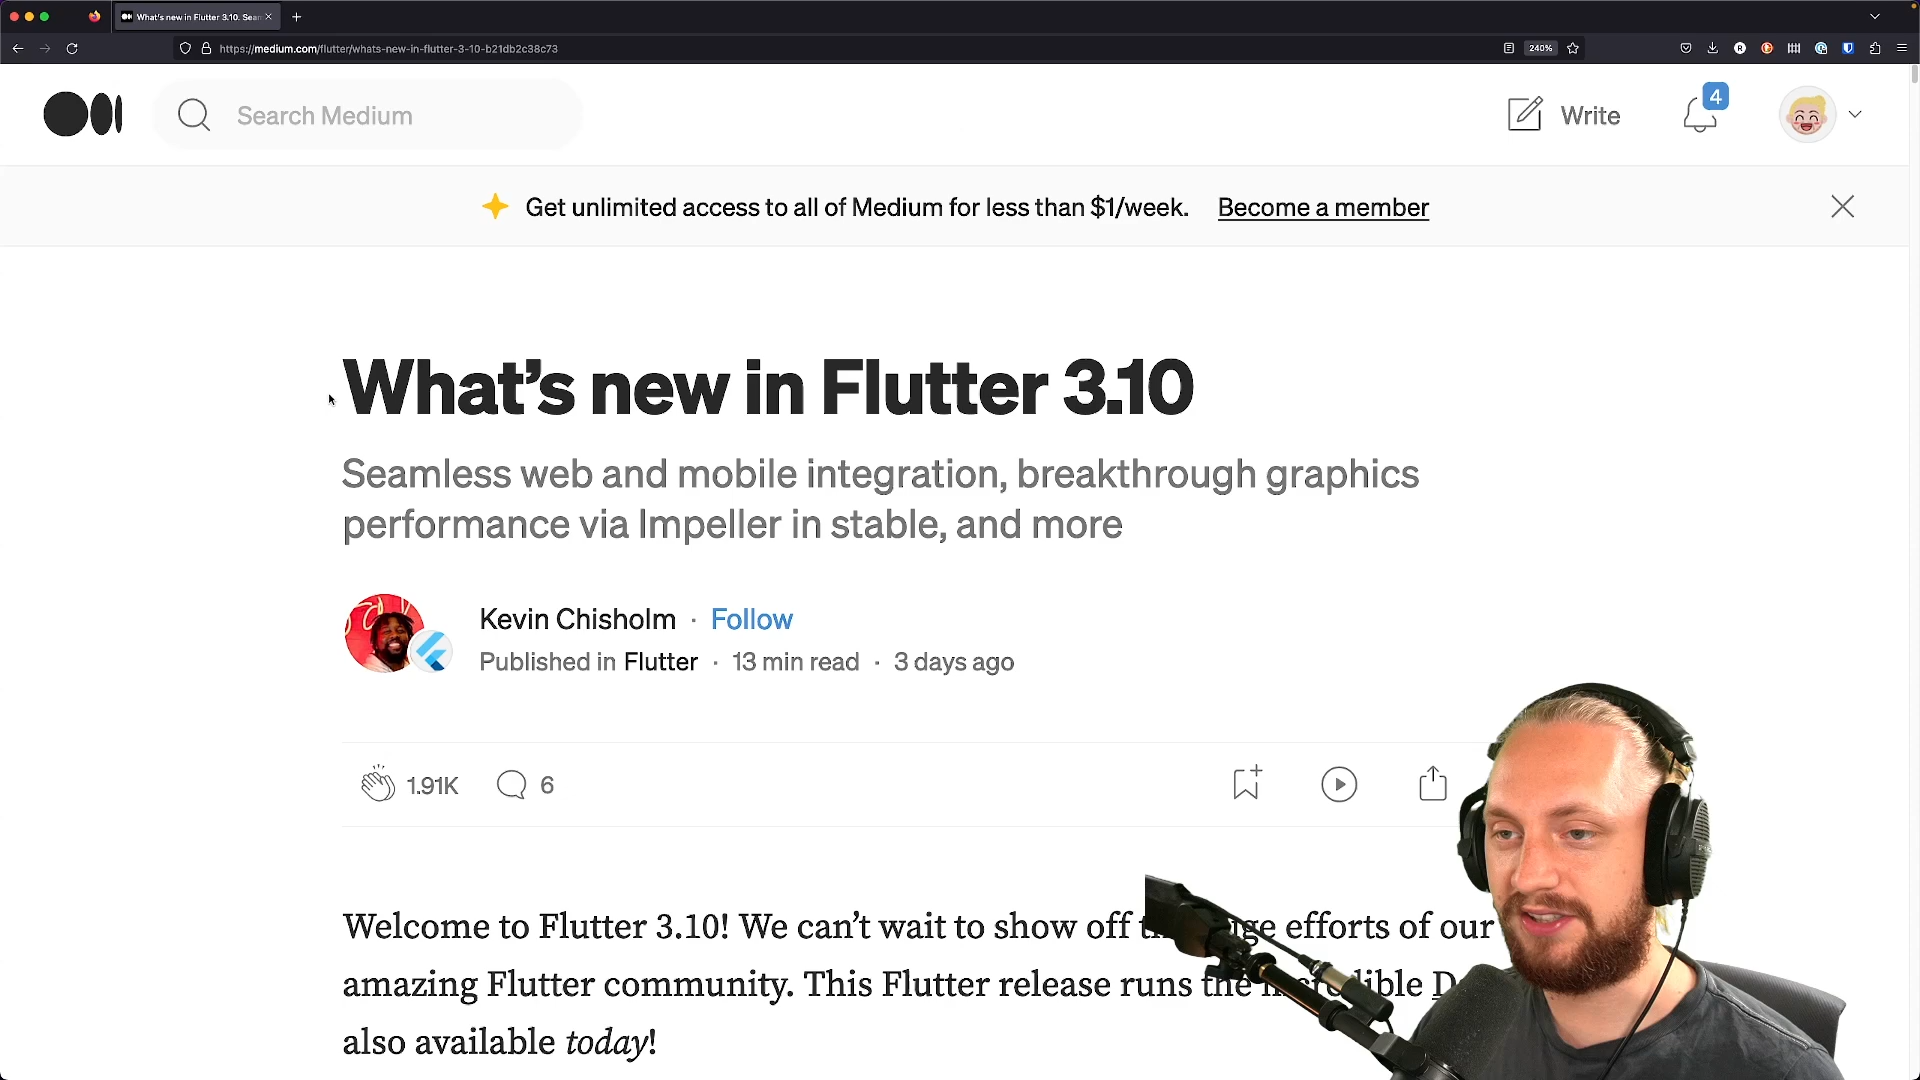 What's new in Flutter 3.10. Sea
https://medium.com/flutter/whats-new-in-flutter-3-10-b21db2c38c73
240%
Search Medium
Write
4
Get unlimited access to all of Medium for less than $1/week. Become a member
What's new in Flutter 3.10
Seamless web and mobile integration, breakthrough graphics
performance via Impeller in stable, and more
Kevin Chisholm · Follow
Published in Flutter · 13 min read · 3 days ago
1.91K 6
Welcome to Flutter 3.10! We can't wait to show off efforts of our
amazing Flutter community. This Flutter release runs the
also available today!